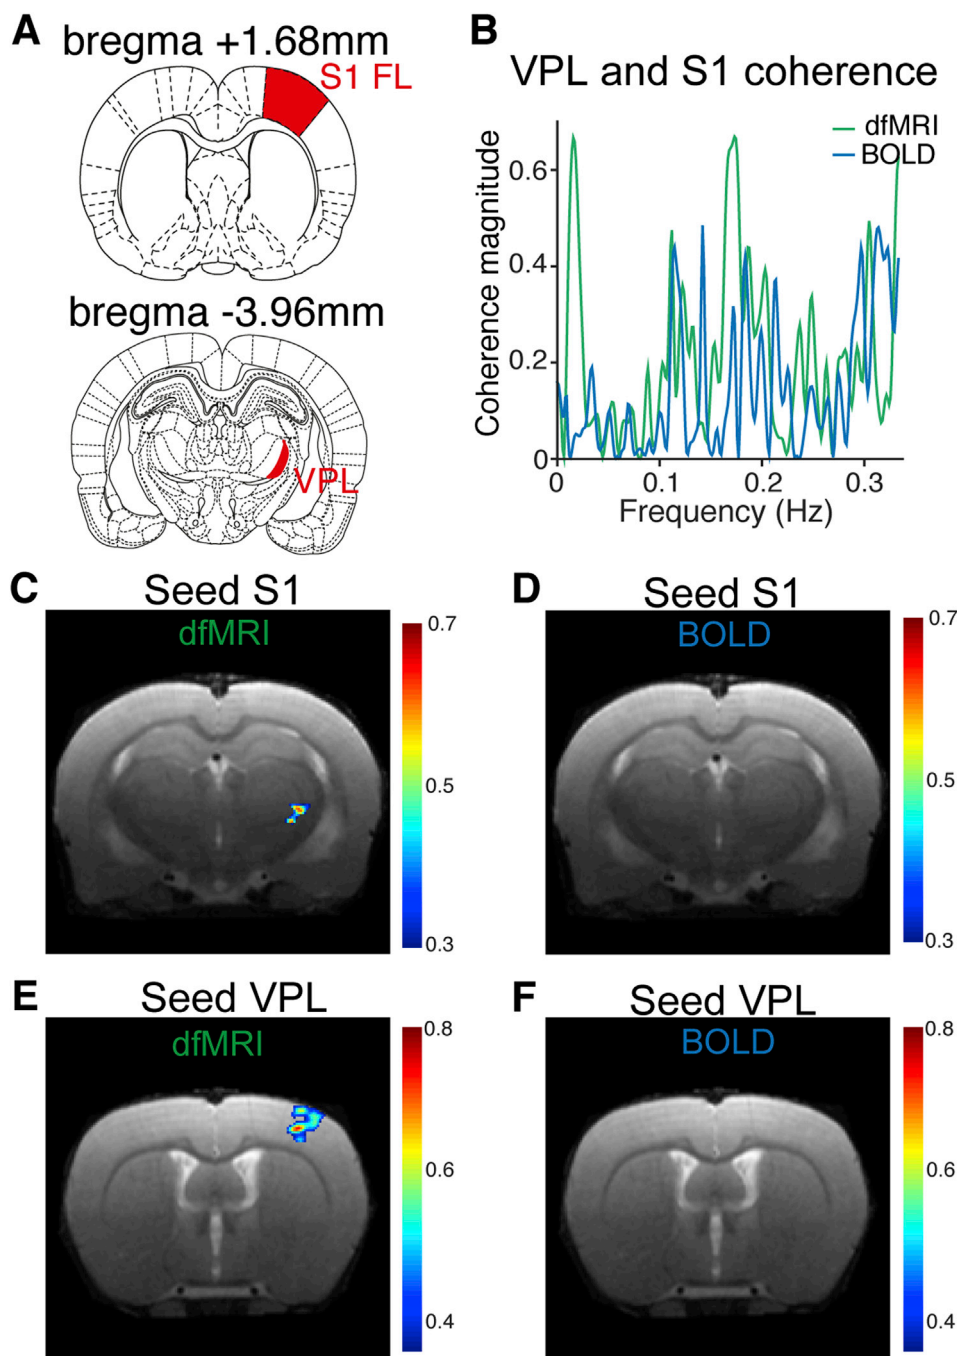 A
bregma +1.68mm
S1 FL
bregma -3.96mm
VPL
B
VPL and S1 coherence
dfMRI
BOLD
Coherence magnitude
0.6
0.4
0.2
0
0 0.1 0.2 0.3
Frequency (Hz)
C
Seed S1
dfMRI
0.7
0.5
0.3
D
Seed S1
BOLD
0.7
0.5
0.3
E
Seed VPL
dfMRI
0.8
0.6
0.4
F
Seed VPL
BOLD
0.8
0.6
0.4